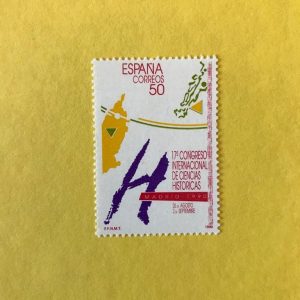 ESPAÑA
CORREOS
50
17º CONGRESO
INTERNACIONAL
DE CIENCIAS
HISTORICAS
MADRID 1990
H
F.N.M.T.